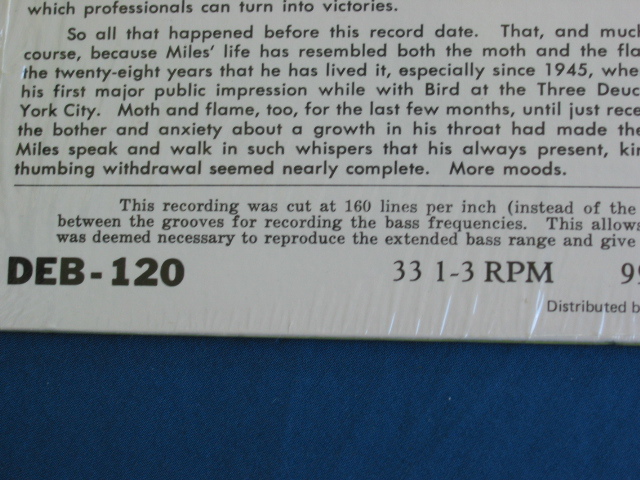 which professionals can turn into victories.
So all that happened before this record date. That, and much
course, because Miles' life has resembled both the moth and the fla
the twenty-eight years that he has lived it, especially since 1945, whe
his first major public impression while with Bird at the Three Deuc
York City. Moth and flame, too, for the last few months, until just rece
the bother and anxiety about a growth in his throat had made the
Miles speak and walk in such whispers that his always present, kin
thumbing withdrawal seemed nearly complete. More moods.
This recording was cut at 160 lines per inch (instead of the
between the grooves for recording the bass frequencies. This allows
was deemed necessary to reproduce the extended bass range and give
DEB-120 33 1-3 RPM 99
Distributed b